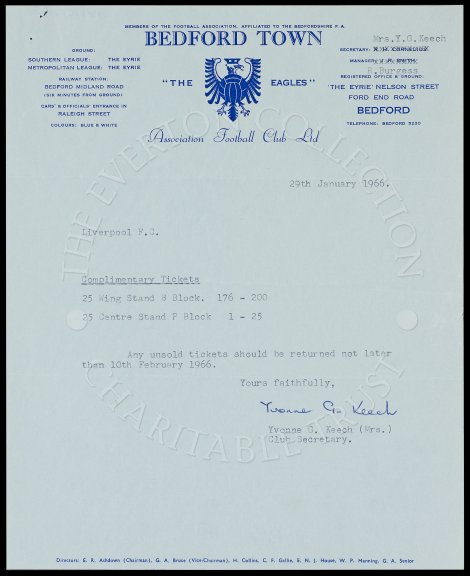 MEMBERS OF THE FOOTBALL ASSOCIATION. AFFILIATED TO THE BEDFORDSHIRE F.A.
BEDFORD TOWN
"THE EAGLES"
Association Football Club Ltd
GROUND:
SOUTHERN LEAGUE: THE EYRIE
METROPOLITAN LEAGUE: THE EYRIE
RAILWAY STATION:
BEDFORD MIDLAND ROAD
(SIX MINUTES FROM GROUND)
CARS' & OFFICIALS' ENTRANCE IN
RALEIGH STREET
COLOURS: BLUE & WHITE
Mrs.Y.G.Keech
SECRETARY:
MANAGER:
R.Burgess
REGISTERED OFFICE & GROUND:
'THE EYRIE' NELSON STREET
FORD END ROAD
BEDFORD
TELEPHONE: BEDFORD 5230
29th January 1966.
Liverpool F.C.
Complimentary Tickets
25 Wing Stand B Block. 176 - 200
25 Centre Stand F Block 1 - 25
Any unsold tickets should be returned not later
than 10th February 1966.
Yours faithfully,
Yvonne G. Keech
Yvonne G. Keech (Mrs.)
Club Secretary.
THE EVERTON COLLECTION
CHARITABLE TRUST
Directors: E. R. Ashdown (Chairman), G. A. Bruce (Vice-Chairman), H. Collins, C. F. Gallie, E. N. J. House, W. P. Manning, G. A. Senior